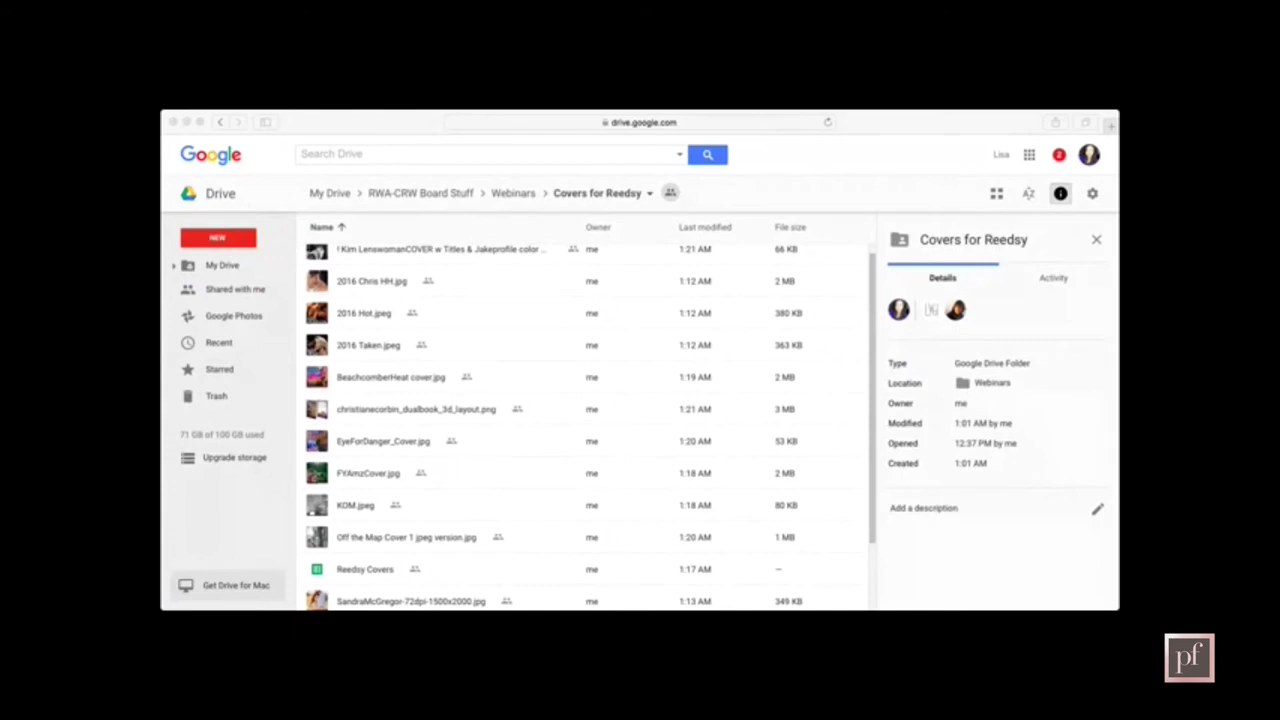 drive.google.com
Google
Search Drive
Lisa
2
Drive
My Drive > RWA-CRW Board Stuff > Webinars > Covers for Reedsy
NEW
My Drive
Shared with me
Google Photos
Recent
Starred
Trash
71 GB of 100 GB used
Upgrade storage
Get Drive for Mac
Name Owner Last modified File size
! Kim LenswomanCOVER w Titles & Jakeprofile color ... me 1:21 AM 66 KB
2016 Chris HH.jpg me 1:12 AM 2 MB
2016 Hot.jpeg me 1:12 AM 380 KB
2016 Taken.jpeg me 1:12 AM 363 KB
BeachcomberHeat cover.jpg me 1:19 AM 2 MB
christianecorbin_dualbook_3d_layout.png me 1:21 AM 3 MB
EyeForDanger_Cover.jpg me 1:20 AM 53 KB
FYAmzCover.jpg me 1:18 AM 2 MB
KOM.jpeg me 1:18 AM 80 KB
Off the Map Cover 1 jpeg version.jpg me 1:20 AM 1 MB
Reedsy Covers me 1:17 AM –
SandraMcGregor-72dpi-1500x2000.jpg me 1:13 AM 349 KB
Covers for Reedsy
Details Activity
Type Google Drive Folder
Location Webinars
Owner me
Modified 1:01 AM by me
Opened 12:37 PM by me
Created 1:01 AM
Add a description
pf